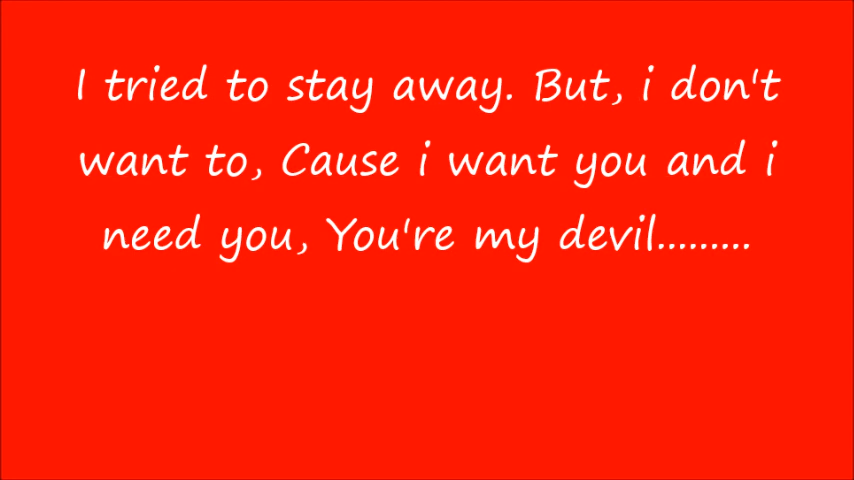 I tried to stay away. But, i don't
want to, Cause i want you and i
need you, You're my devil.........